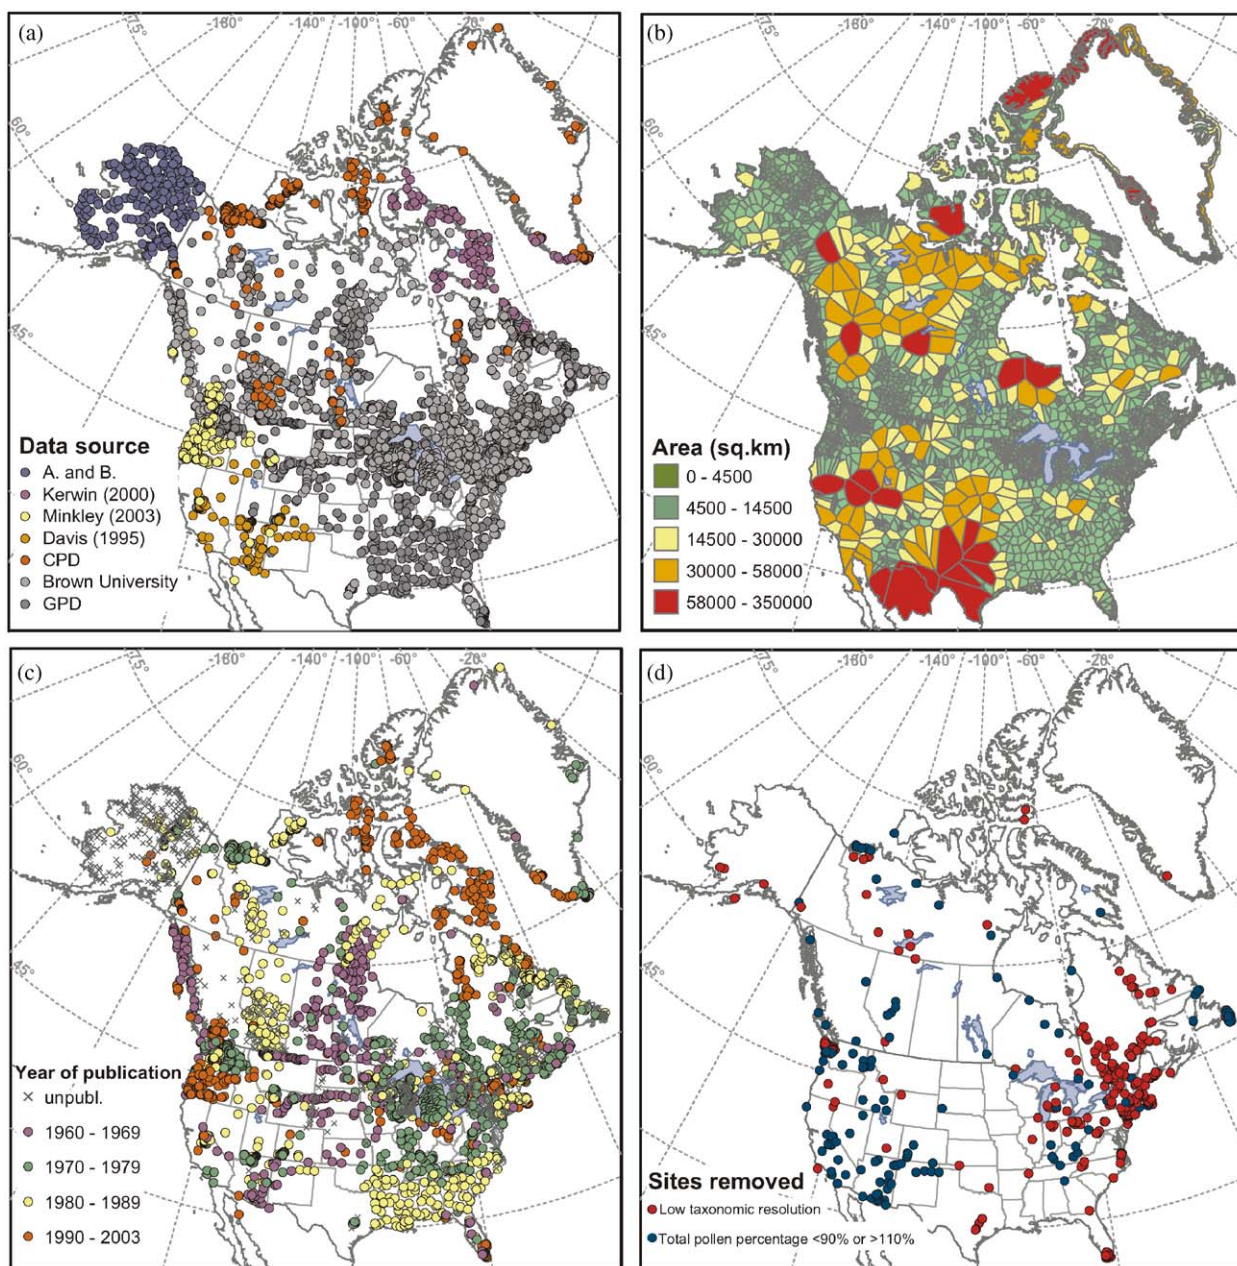 (a)
-75°
-160°
-140°
-100°
-60°
-20°
60°
45°
Data source
A. and B.
Kerwin (2000)
Minkley (2003)
Davis (1995)
CPD
Brown University
GPD
(b)
75°
-160
-140
-100
-60
-20°
60°
45°
Area (sq.km)
0 - 4500
4500 - 14500
14500 - 30000
30000 - 58000
58000 - 350000
(c)
75°
-160°
-140°
-100°
-60°
-20°
60°
45°
Year of publication
unpubl.
1960 - 1969
1970 - 1979
1980 - 1989
1990 - 2003
(d)
75°
-160
-140
-100
-60
-20°
60°
45°
Sites removed
Low taxonomic resolution
Total pollen percentage <90% or >110%